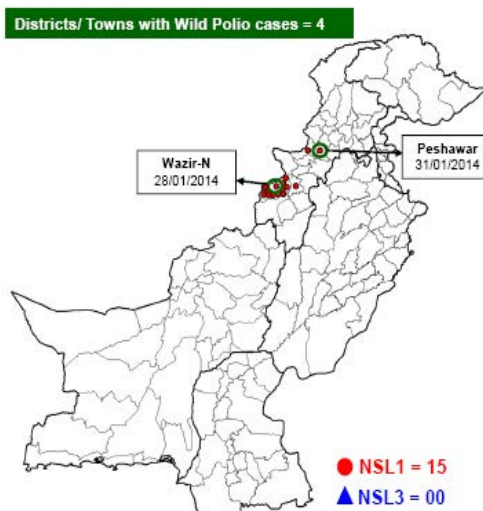 Districts/ Towns with Wild Polio cases = 4
Peshawar
31/01/2014
Wazir-N
28/01/2014
NSL1 = 15
NSL3 = 00